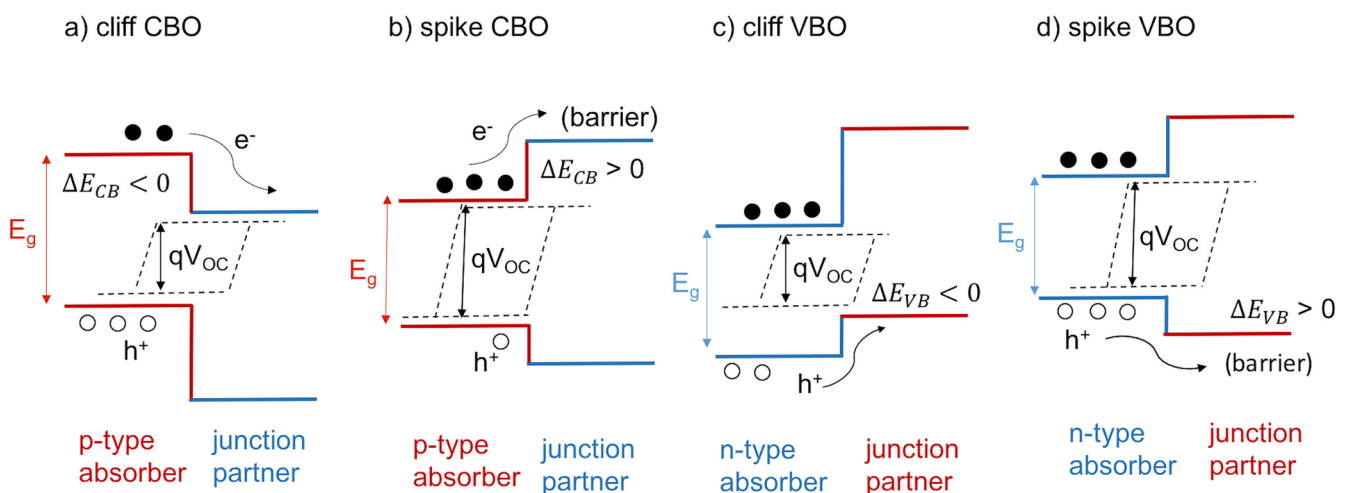 a) cliff CBO
b) spike CBO
c) cliff VBO
d) spike VBO
e⁻
ΔE_CB < 0
E_g
qV_OC
h⁺
p-type absorber
junction partner
e⁻
(barrier)
ΔE_CB > 0
E_g
qV_OC
h⁺
p-type absorber
junction partner
E_g
qV_OC
ΔE_VB < 0
h⁺
n-type absorber
junction partner
E_g
qV_OC
ΔE_VB > 0
h⁺
(barrier)
n-type absorber
junction partner